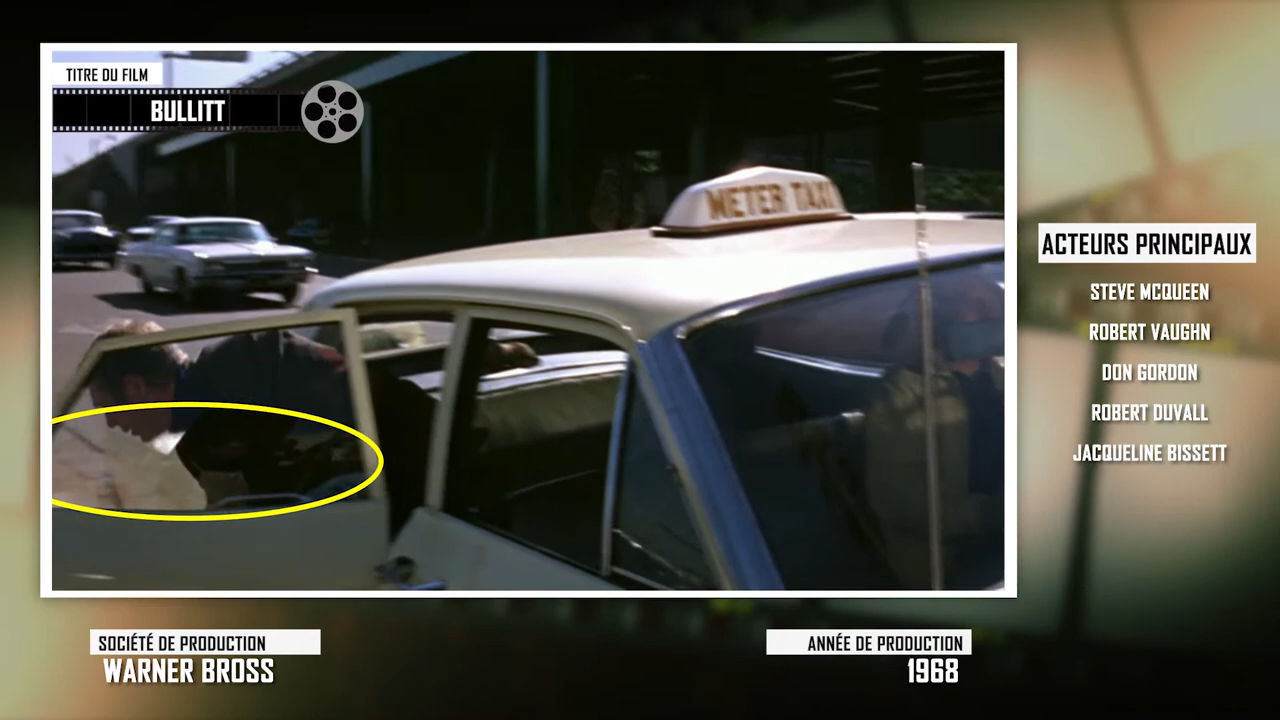 TITRE DU FILM
BULLITT
METER TAXI
ACTEURS PRINCIPAUX
STEVE MCQUEEN
ROBERT VAUGHN
DON GORDON
ROBERT DUVALL
JACQUELINE BISSETT
SOCIÉTÉ DE PRODUCTION
WARNER BROSS
ANNÉE DE PRODUCTION
1968